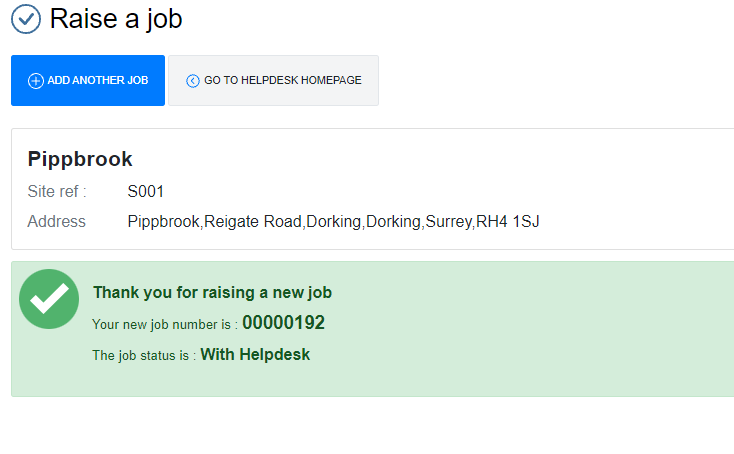 Raise a job
ADD ANOTHER JOB GO TO HELPDESK HOMEPAGE
Pippbrook
Site ref : S001
Address Pippbrook,Reigate Road,Dorking,Dorking,Surrey,RH4 1SJ
Thank you for raising a new job
Your new job number is : 00000192
The job status is : With Helpdesk